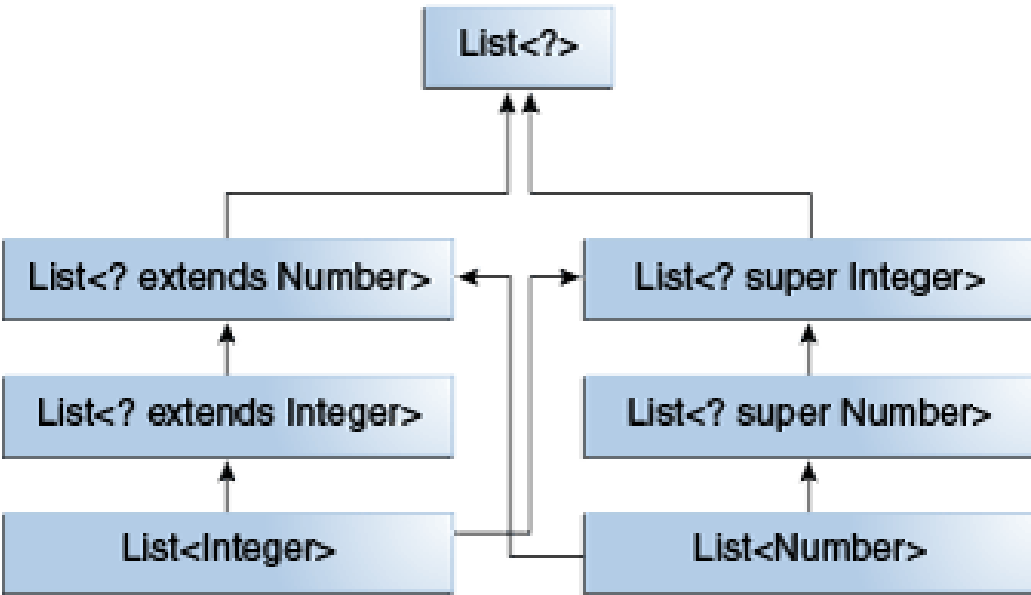 List<?>
List<? extends Number>
List<? super Integer>
List<? extends Integer>
List<? super Number>
List<Integer>
List<Number>